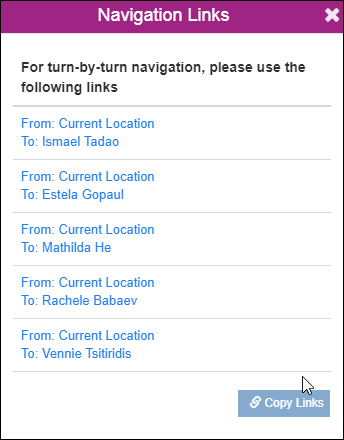 Navigation Links
For turn-by-turn navigation, please use the
following links
From: Current Location
To: Ismael Tadao
From: Current Location
To: Estela Gopaul
From: Current Location
To: Mathilda He
From: Current Location
To: Rachele Babaev
From: Current Location
To: Vennie Tsitiridis
Copy Links